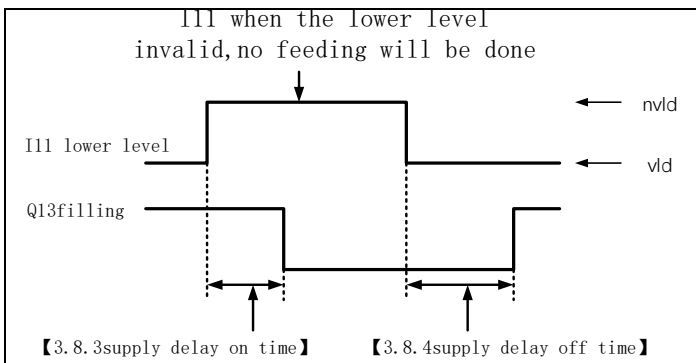 I11 when the lower level
invalid,no feeding will be done
nvld
I11 lower level
vld
Q13filling
【3.8.3supply delay on time】
【3.8.4supply delay off time】